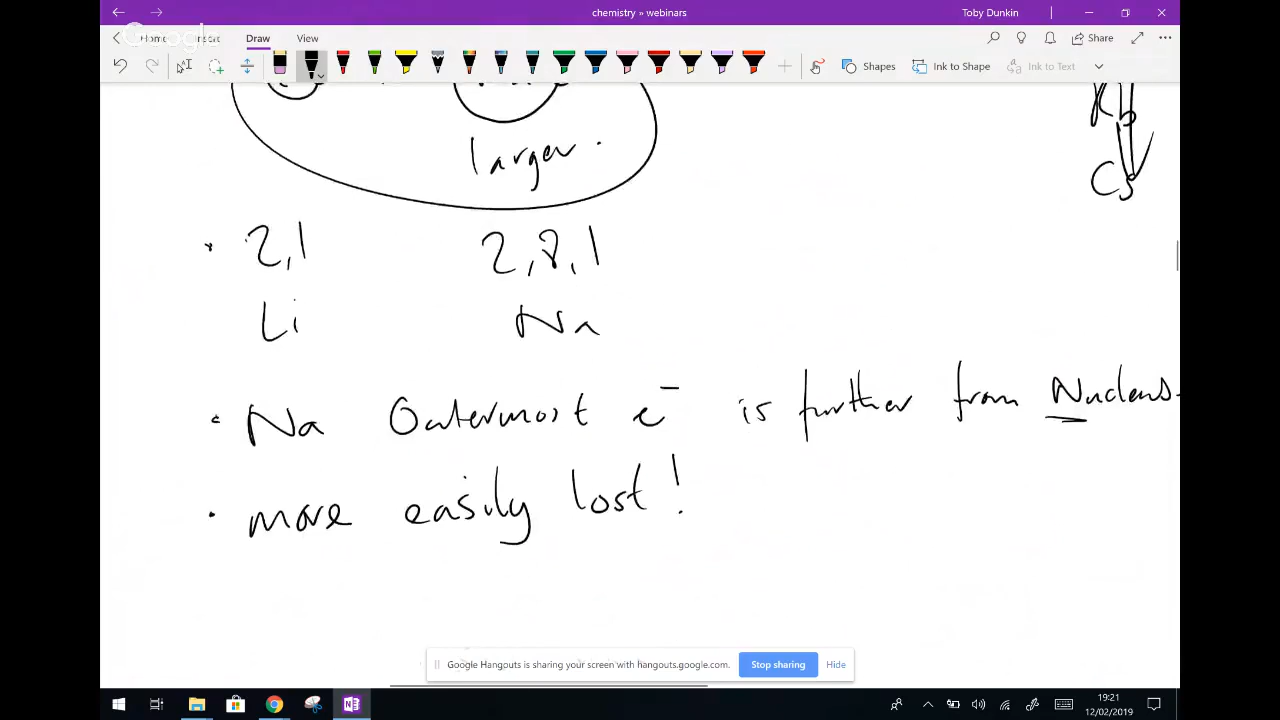 chemistry » webinars
Toby Dunkin
Google
Home
Insert
Draw
View
Share
Shapes
Ink to Shape
Ink to Text
larger.
Rb
Cs
2,1
2,8,1
Li
Na
Na Outermost e⁻ is further from Nucleus.
more easily lost!
Google Hangouts is sharing your screen with hangouts.google.com.
Stop sharing
Hide
19:21
12/02/2019